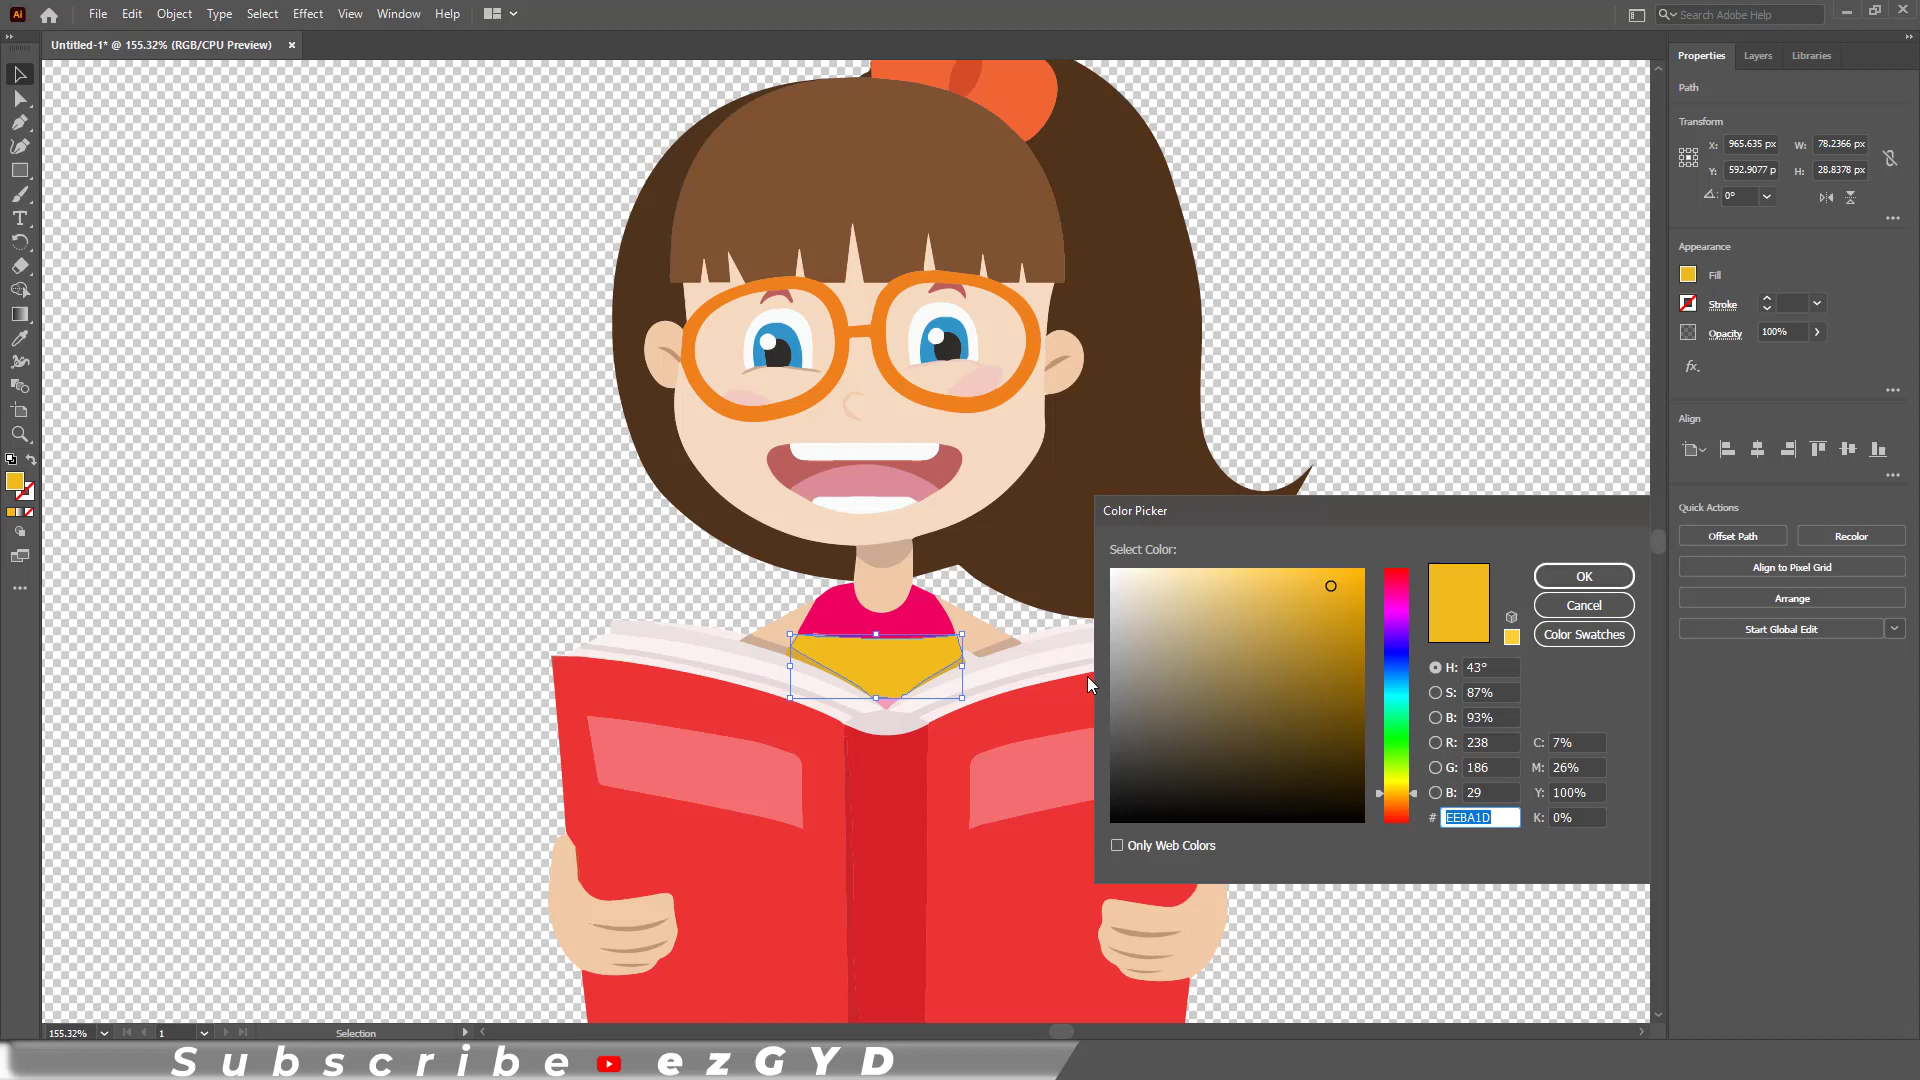 Ai File Edit Object Type Select Effect View Window Help Search Adobe Help
Untitled-1* @ 155.32% (RGB/CPU Preview) ×
Properties Layers Libraries
Path
Transform
X: 965.635 px W: 78.2366 px
Y: 592.9077 p H: 28.8378 px
0°
Appearance
Fill
Stroke
Opacity 100%
fx.
Align
Quick Actions
Offset Path Recolor
Align to Pixel Grid
Arrange
Start Global Edit
Color Picker
Select Color:
OK
Cancel
Color Swatches
H: 43°
S: 87%
B: 93%
R: 238 C: 7%
G: 186 M: 26%
B: 29 Y: 100%
# EEBA1D K: 0%
Only Web Colors
155.32% 1 Selection
Subscribe ezGYD